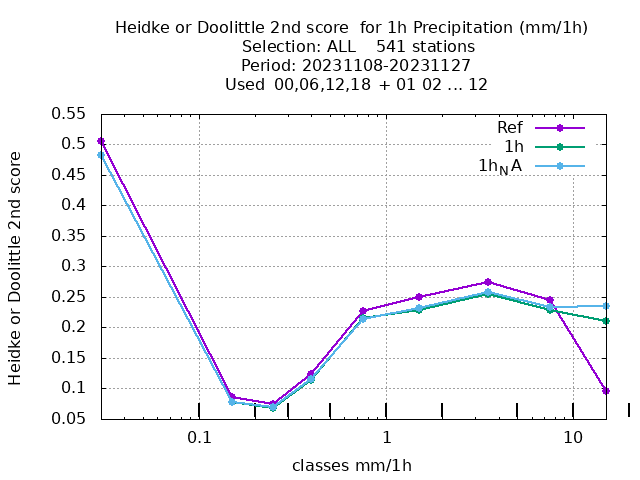 Heidke or Doolittle 2nd score  for 1h Precipitation (mm/1h)
Selection: ALL    541 stations
Period: 20231108-20231127
Used  00,06,12,18  + 01 02 ... 12
Ref
1h
1hNA
0.55
0.5
0.45
0.4
0.35
0.3
0.25
0.2
0.15
0.1
0.05
Heidke or Doolittle 2nd score
0.1
1
10
classes mm/1h